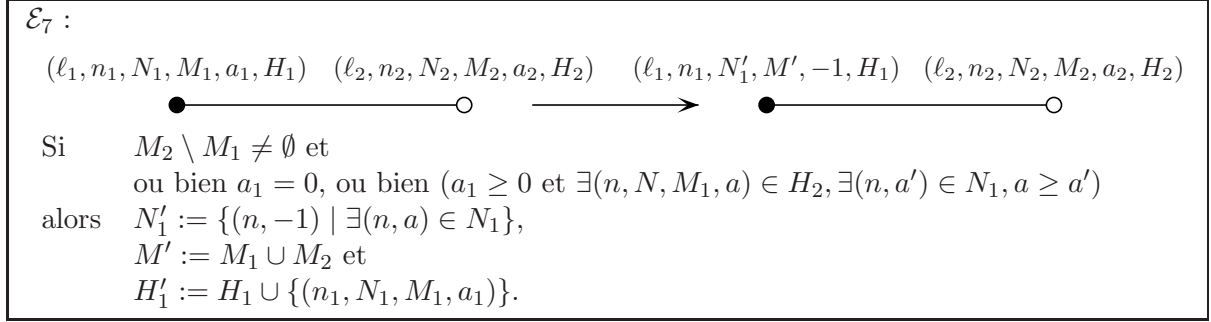 ℰ₇ :
(ℓ₁, n₁, N₁, M₁, a₁, H₁) (ℓ₂, n₂, N₂, M₂, a₂, H₂) (ℓ₁, n₁, N′₁, M′, −1, H₁) (ℓ₂, n₂, N₂, M₂, a₂, H₂)
Si M₂ \ M₁ ≠ ∅ et
ou bien a₁ = 0, ou bien (a₁ ≥ 0 et ∃(n, N, M₁, a) ∈ H₂, ∃(n, a′) ∈ N₁, a ≥ a′)
alors N′₁ := {(n, −1) | ∃(n, a) ∈ N₁},
M′ := M₁ ∪ M₂ et
H′₁ := H₁ ∪ {(n₁, N₁, M₁, a₁)}.